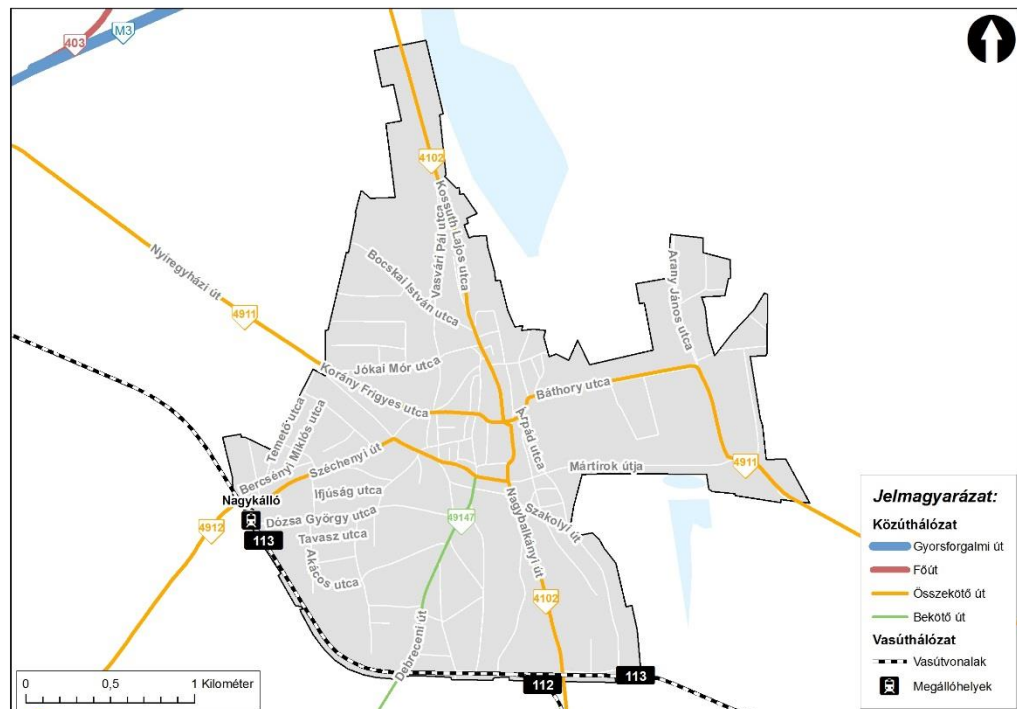 403
M3
4102
Kossuth Lajos utca
Vasvári Pál utca
Bocskai István utca
Arany János utca
Nyíregyházi út
4911
Jókai Mór utca
Korány Frigyes utca
Báthory utca
Árpád utca
Temető utca
Bercsényi Miklós utca
Széchenyi út
Mártírok útja
4911
Nagykálló
Ifjúság utca
Dózsa György utca
Tavasz utca
Akácos utca
4912
113
49147
Szakolyi út
Nagybalkányi út
4102
Debreceni út
112
113
0 0,5 1 Kilométer
Jelmagyarázat:
Közúthálózat
Gyorsforgalmi út
Főút
Összekötő út
Bekötő út
Vasúthálózat
Vasútvonalak
Megállóhelyek